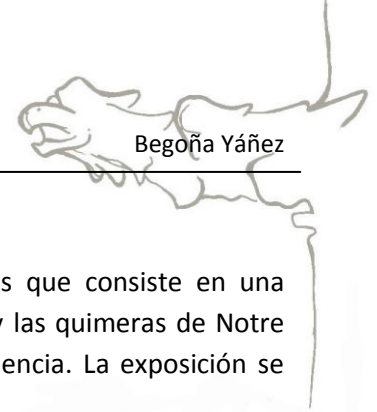 Begoña Yáñez
s que consiste en una
y las quimeras de Notre
encia. La exposición se